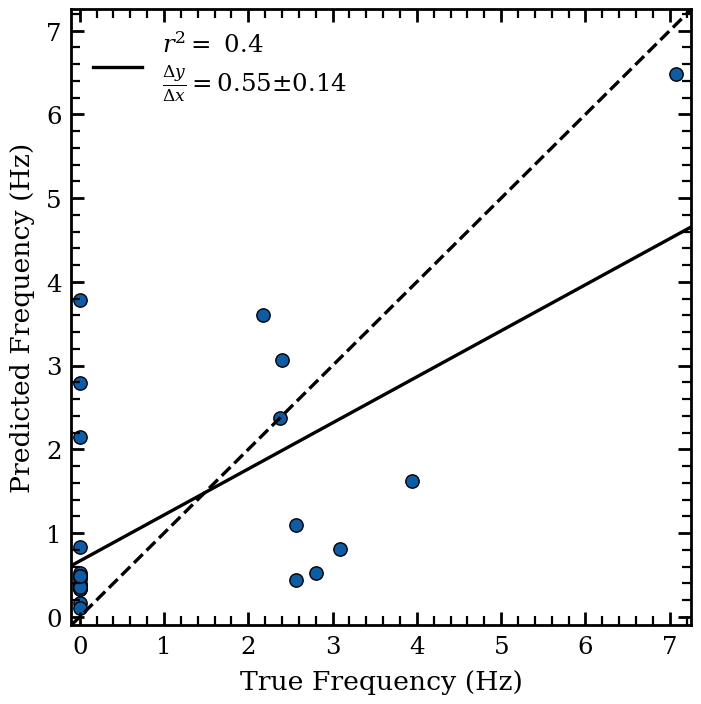 r² = 0.4
Δy/Δx = 0.55±0.14
Predicted Frequency (Hz)
7
6
5
4
3
2
1
0
0 1 2 3 4 5 6 7
True Frequency (Hz)